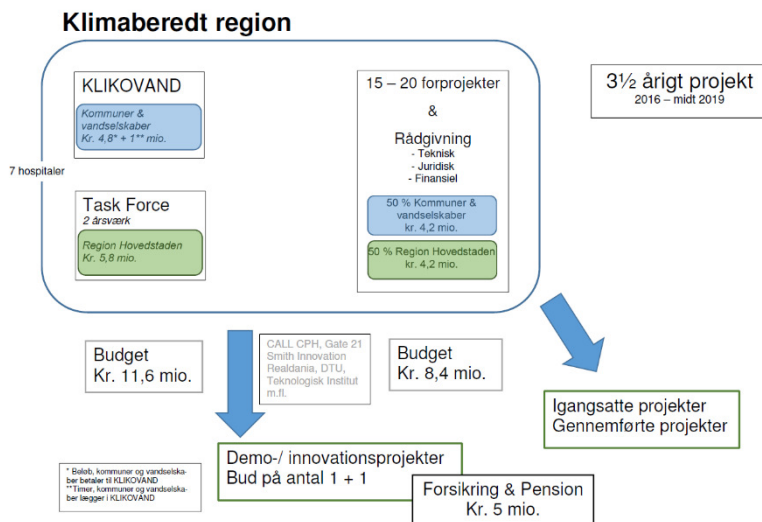 Klimaberedt region
KLIKOVAND
Kommuner &
vandselskaber
Kr. 4,8* + 1** mio.
7 hospitaler
Task Force
2 årsværk
Region Hovedstaden
Kr. 5,8 mio.
15 – 20 forprojekter
&
Rådgivning
- Teknisk
- Juridisk
- Finansiel
50 % Kommuner &
vandselskaber
kr. 4,2 mio.
50 % Region Hovedstaden
kr. 4,2 mio.
3½ årigt projekt
2016 – midt 2019
Budget
Kr. 11,6 mio.
CALL CPH, Gate 21
Smith Innovation
Realdania, DTU,
Teknologisk Institut
m.fl.
Budget
Kr. 8,4 mio.
Igangsatte projekter
Gennemførte projekter
Demo-/ innovationsprojekter
Bud på antal 1 + 1
Forsikring & Pension
Kr. 5 mio.
* Beløb, kommuner og vandselska-
ber betaler til KLIKOVAND
**Timer, kommuner og vandselska-
ber lægger i KLIKOVAND